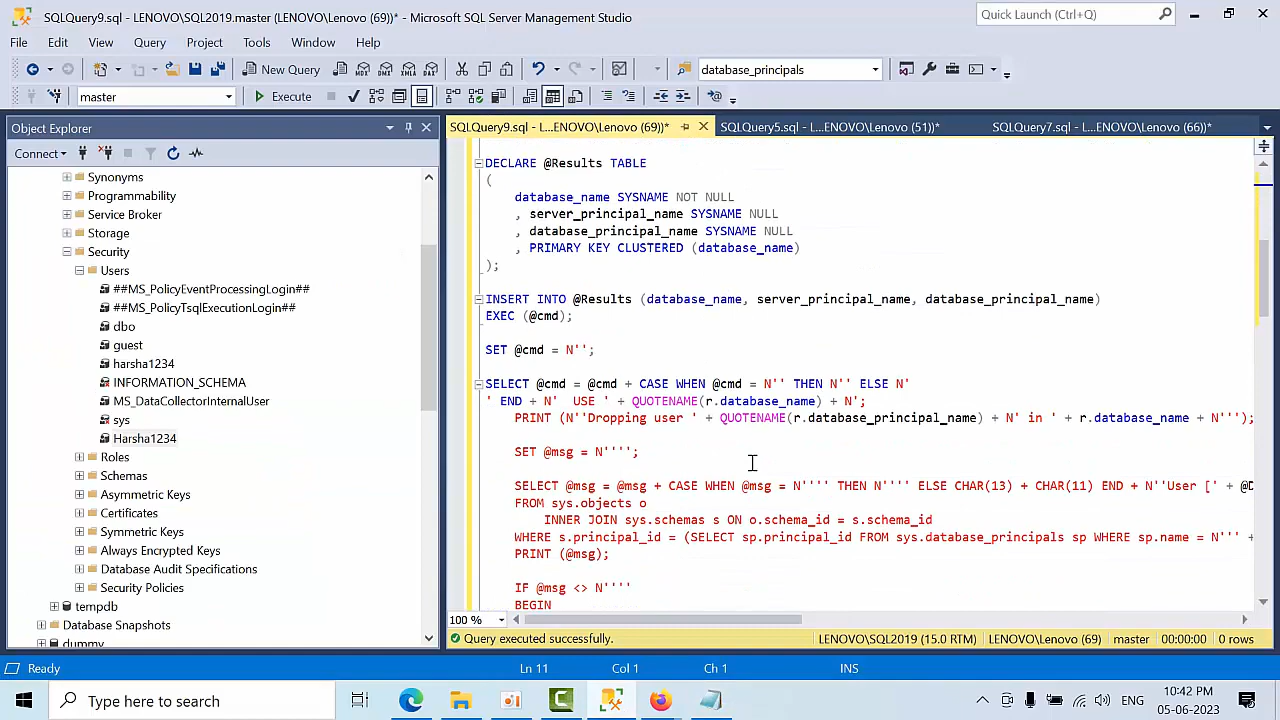 SQLQuery9.sql - LENOVO\SQL2019.master (LENOVO\Lenovo (69))* - Microsoft SQL Server Management Studio
Quick Launch (Ctrl+Q)
File Edit View Query Project Tools Window Help
New Query MDX DMX XMLA DAX database_principals
master Execute
Object Explorer
Connect
Synonyms
Programmability
Service Broker
Storage
Security
Users
##MS_PolicyEventProcessingLogin##
##MS_PolicyTsqlExecutionLogin##
dbo
guest
harsha1234
INFORMATION_SCHEMA
MS_DataCollectorInternalUser
sys
Harsha1234
Roles
Schemas
Asymmetric Keys
Certificates
Symmetric Keys
Always Encrypted Keys
Database Audit Specifications
Security Policies
tempdb
Database Snapshots
dummy
SQLQuery9.sql - L...ENOVO\Lenovo (69))* SQLQuery5.sql - L...ENOVO\Lenovo (51))* SQLQuery7.sql - L...ENOVO\Lenovo (66))*
DECLARE @Results TABLE
(
database_name SYSNAME NOT NULL
, server_principal_name SYSNAME NULL
, database_principal_name SYSNAME NULL
, PRIMARY KEY CLUSTERED (database_name)
);
INSERT INTO @Results (database_name, server_principal_name, database_principal_name)
EXEC (@cmd);
SET @cmd = N'';
SELECT @cmd = @cmd + CASE WHEN @cmd = N'' THEN N'' ELSE N'
' END + N' USE ' + QUOTENAME(r.database_name) + N';
PRINT (N''Dropping user ' + QUOTENAME(r.database_principal_name) + N' in ' + r.database_name + N''');
SET @msg = N'''';
SELECT @msg = @msg + CASE WHEN @msg = N'''' THEN N'''' ELSE CHAR(13) + CHAR(11) END + N''User [' + @D
FROM sys.objects o
INNER JOIN sys.schemas s ON o.schema_id = s.schema_id
WHERE s.principal_id = (SELECT sp.principal_id FROM sys.database_principals sp WHERE sp.name = N''' +
PRINT (@msg);
IF @msg <> N''''
BEGIN
100 %
Query executed successfully. LENOVO\SQL2019 (15.0 RTM) LENOVO\Lenovo (69) master 00:00:00 0 rows
Ready Ln 11 Col 1 Ch 1 INS
Type here to search
ENG
10:42 PM
05-06-2023